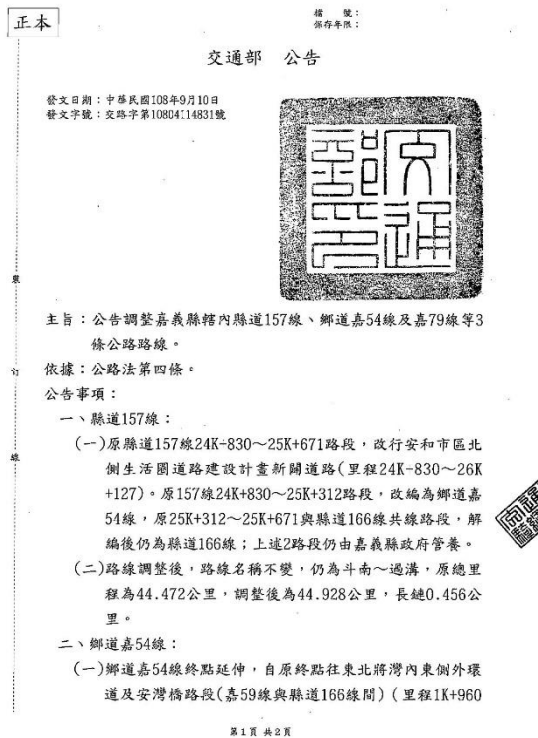 正本
檔　號：
保存年限：
交通部　公告
發文日期：中華民國108年9月10日
發文字號：交路字第10804114831號
交通部印
主旨：公告調整嘉義縣轄內縣道157線、鄉道嘉54線及嘉79線等3
條公路路線。
依據：公路法第四條。
公告事項：
一、縣道157線：
(一)原縣道157線24K-830～25K+671路段，改行安和市區北
側生活圈道路建設計畫新闢道路(里程24K-830～26K
+127)。原157線24K+830～25K+312路段，改編為鄉道嘉
54線，原25K+312～25K+671與縣道166線共線路段，解
編後仍為縣道166線；上述2路段仍由嘉義縣政府管養。
(二)路線調整後，路線名稱不變，仍為斗南～過溝，原總里
程為44.472公里，調整後為44.928公里，長鏈0.456公
里。
二、鄉道嘉54線：
(一)鄉道嘉54線終點延伸，自原終點往東北將灣內東側外環
道及安灣橋路段(嘉59線與縣道166線間)(里程1K+960
裝
訂
線
第1頁 共2頁